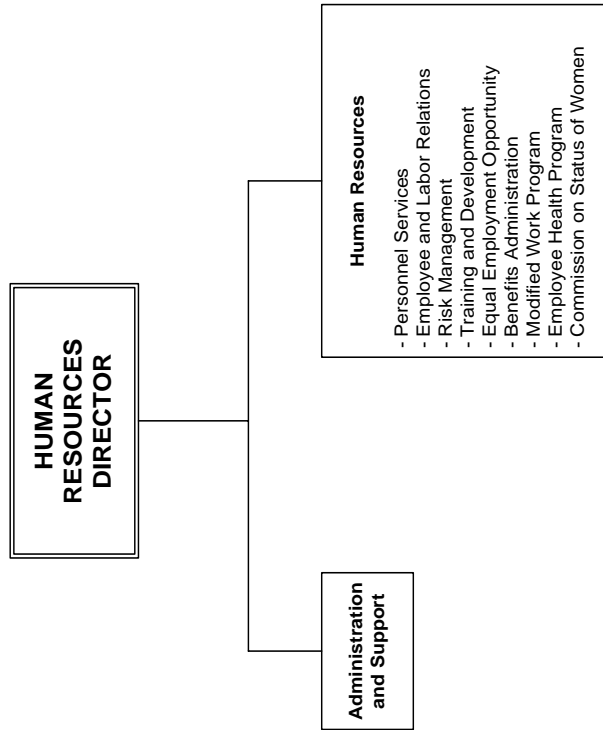 HUMAN
RESOURCES
DIRECTOR
Administration
and Support
Human Resources
- Personnel Services
- Employee and Labor Relations
- Risk Management
- Training and Development
- Equal Employment Opportunity
- Benefits Administration
- Modified Work Program
- Employee Health Program
- Commission on Status of Women